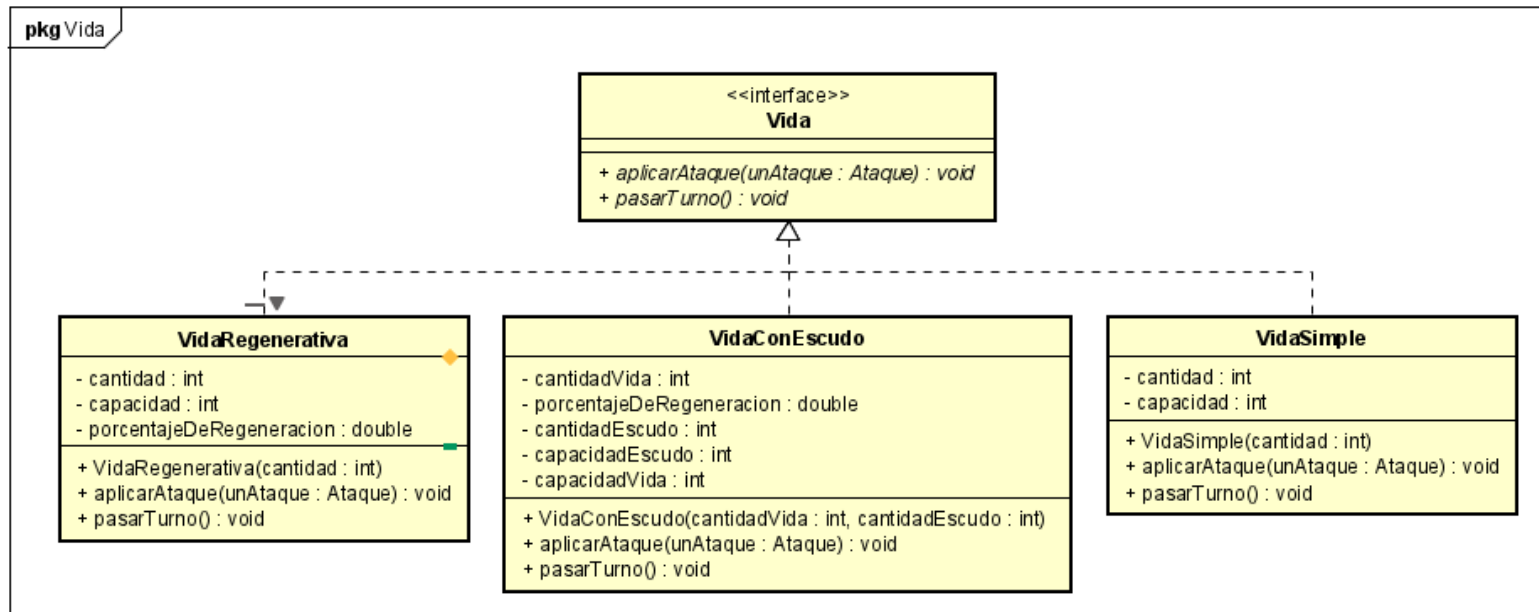 pkg Vida
<<interface>>
Vida
+ aplicarAtaque(unAtaque : Ataque) : void
+ pasarTurno() : void
VidaRegenerativa
- cantidad : int
- capacidad : int
- porcentajeDeRegeneracion : double
+ VidaRegenerativa(cantidad : int)
+ aplicarAtaque(unAtaque : Ataque) : void
+ pasarTurno() : void
VidaConEscudo
- cantidadVida : int
- porcentajeDeRegeneracion : double
- cantidadEscudo : int
- capacidadEscudo : int
- capacidadVida : int
+ VidaConEscudo(cantidadVida : int, cantidadEscudo : int)
+ aplicarAtaque(unAtaque : Ataque) : void
+ pasarTurno() : void
VidaSimple
- cantidad : int
- capacidad : int
+ VidaSimple(cantidad : int)
+ aplicarAtaque(unAtaque : Ataque) : void
+ pasarTurno() : void